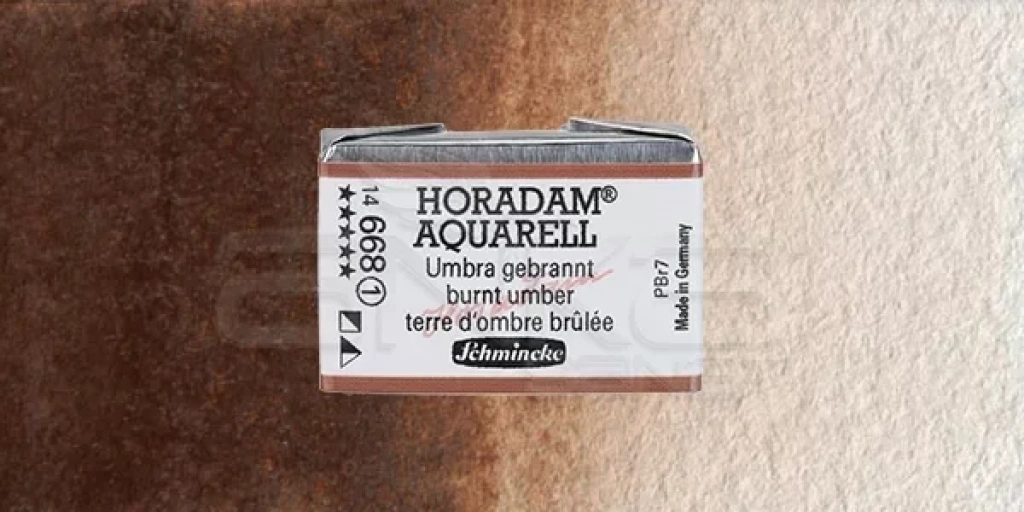 HORADAM®
AQUARELL
Umbra gebrannt
burnt umber
terre d'ombre brûlée
Schmincke
14 668 1
PBr7
Made in Germany